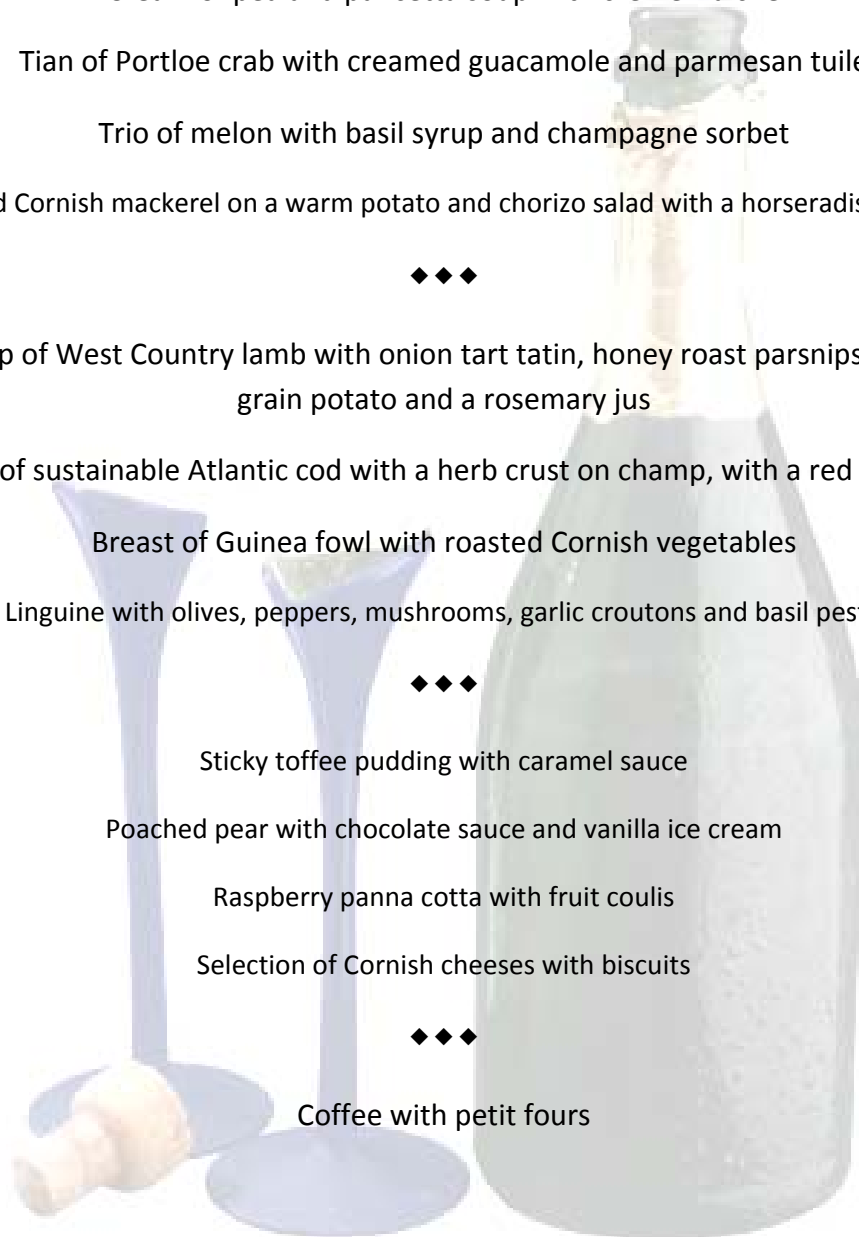 Tian of Portloe crab with creamed guacamole and parmesan tuile
Trio of melon with basil syrup and champagne sorbet
Cornish mackerel on a warm potato and chorizo salad with a
◆◆◆
of West Country lamb with onion tart tatin, honey roast parsnips
grain potato and a rosemary jus
of sustainable Atlantic cod with a herb crust on champ, with a red
Breast of Guinea fowl with roasted Cornish vegetables
Linguine with olives, peppers, mushrooms, garlic croutons and basil
◆◆◆
Sticky toffee pudding with caramel sauce
Poached pear with chocolate sauce and vanilla ice cream
Raspberry panna cotta with fruit coulis
Selection of Cornish cheeses with biscuits
◆◆◆
Coffee with petit fours